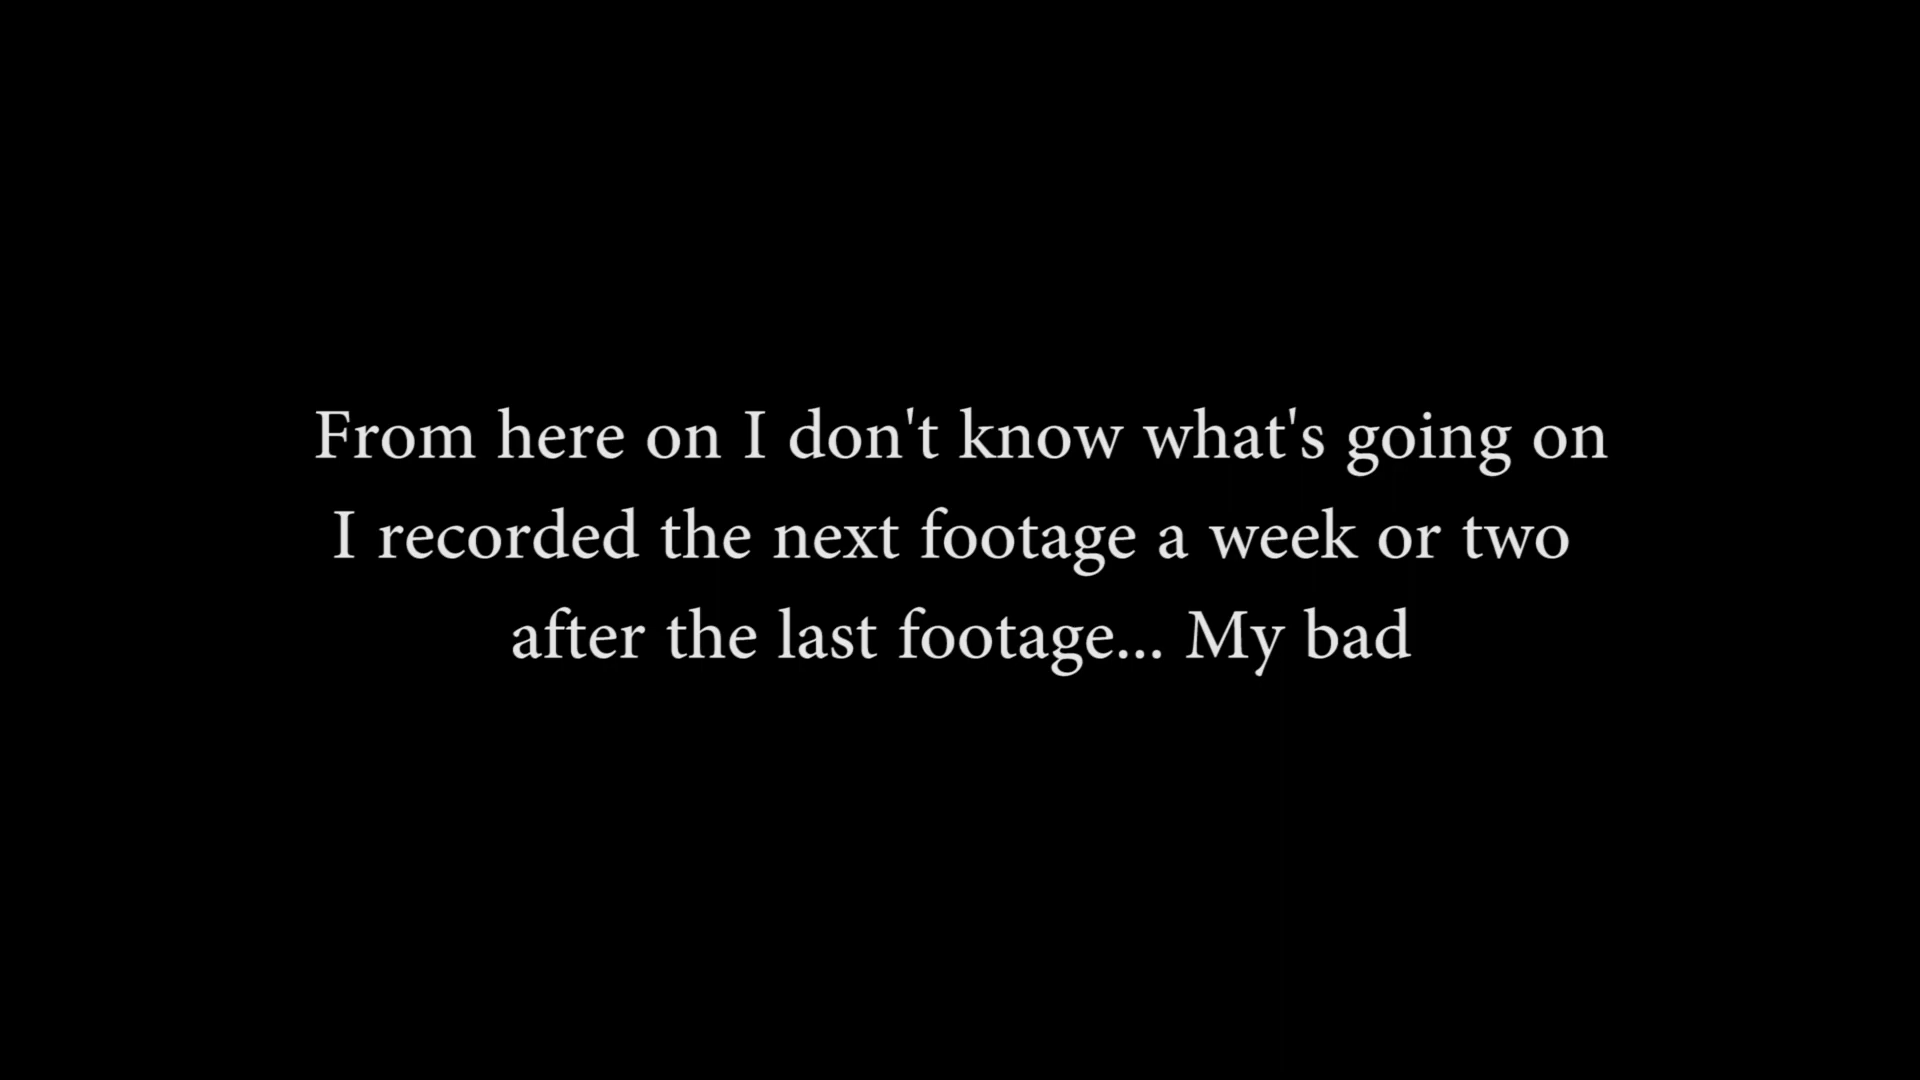 From here on I don't know what's going on
I recorded the next footage a week or two
after the last footage... My bad